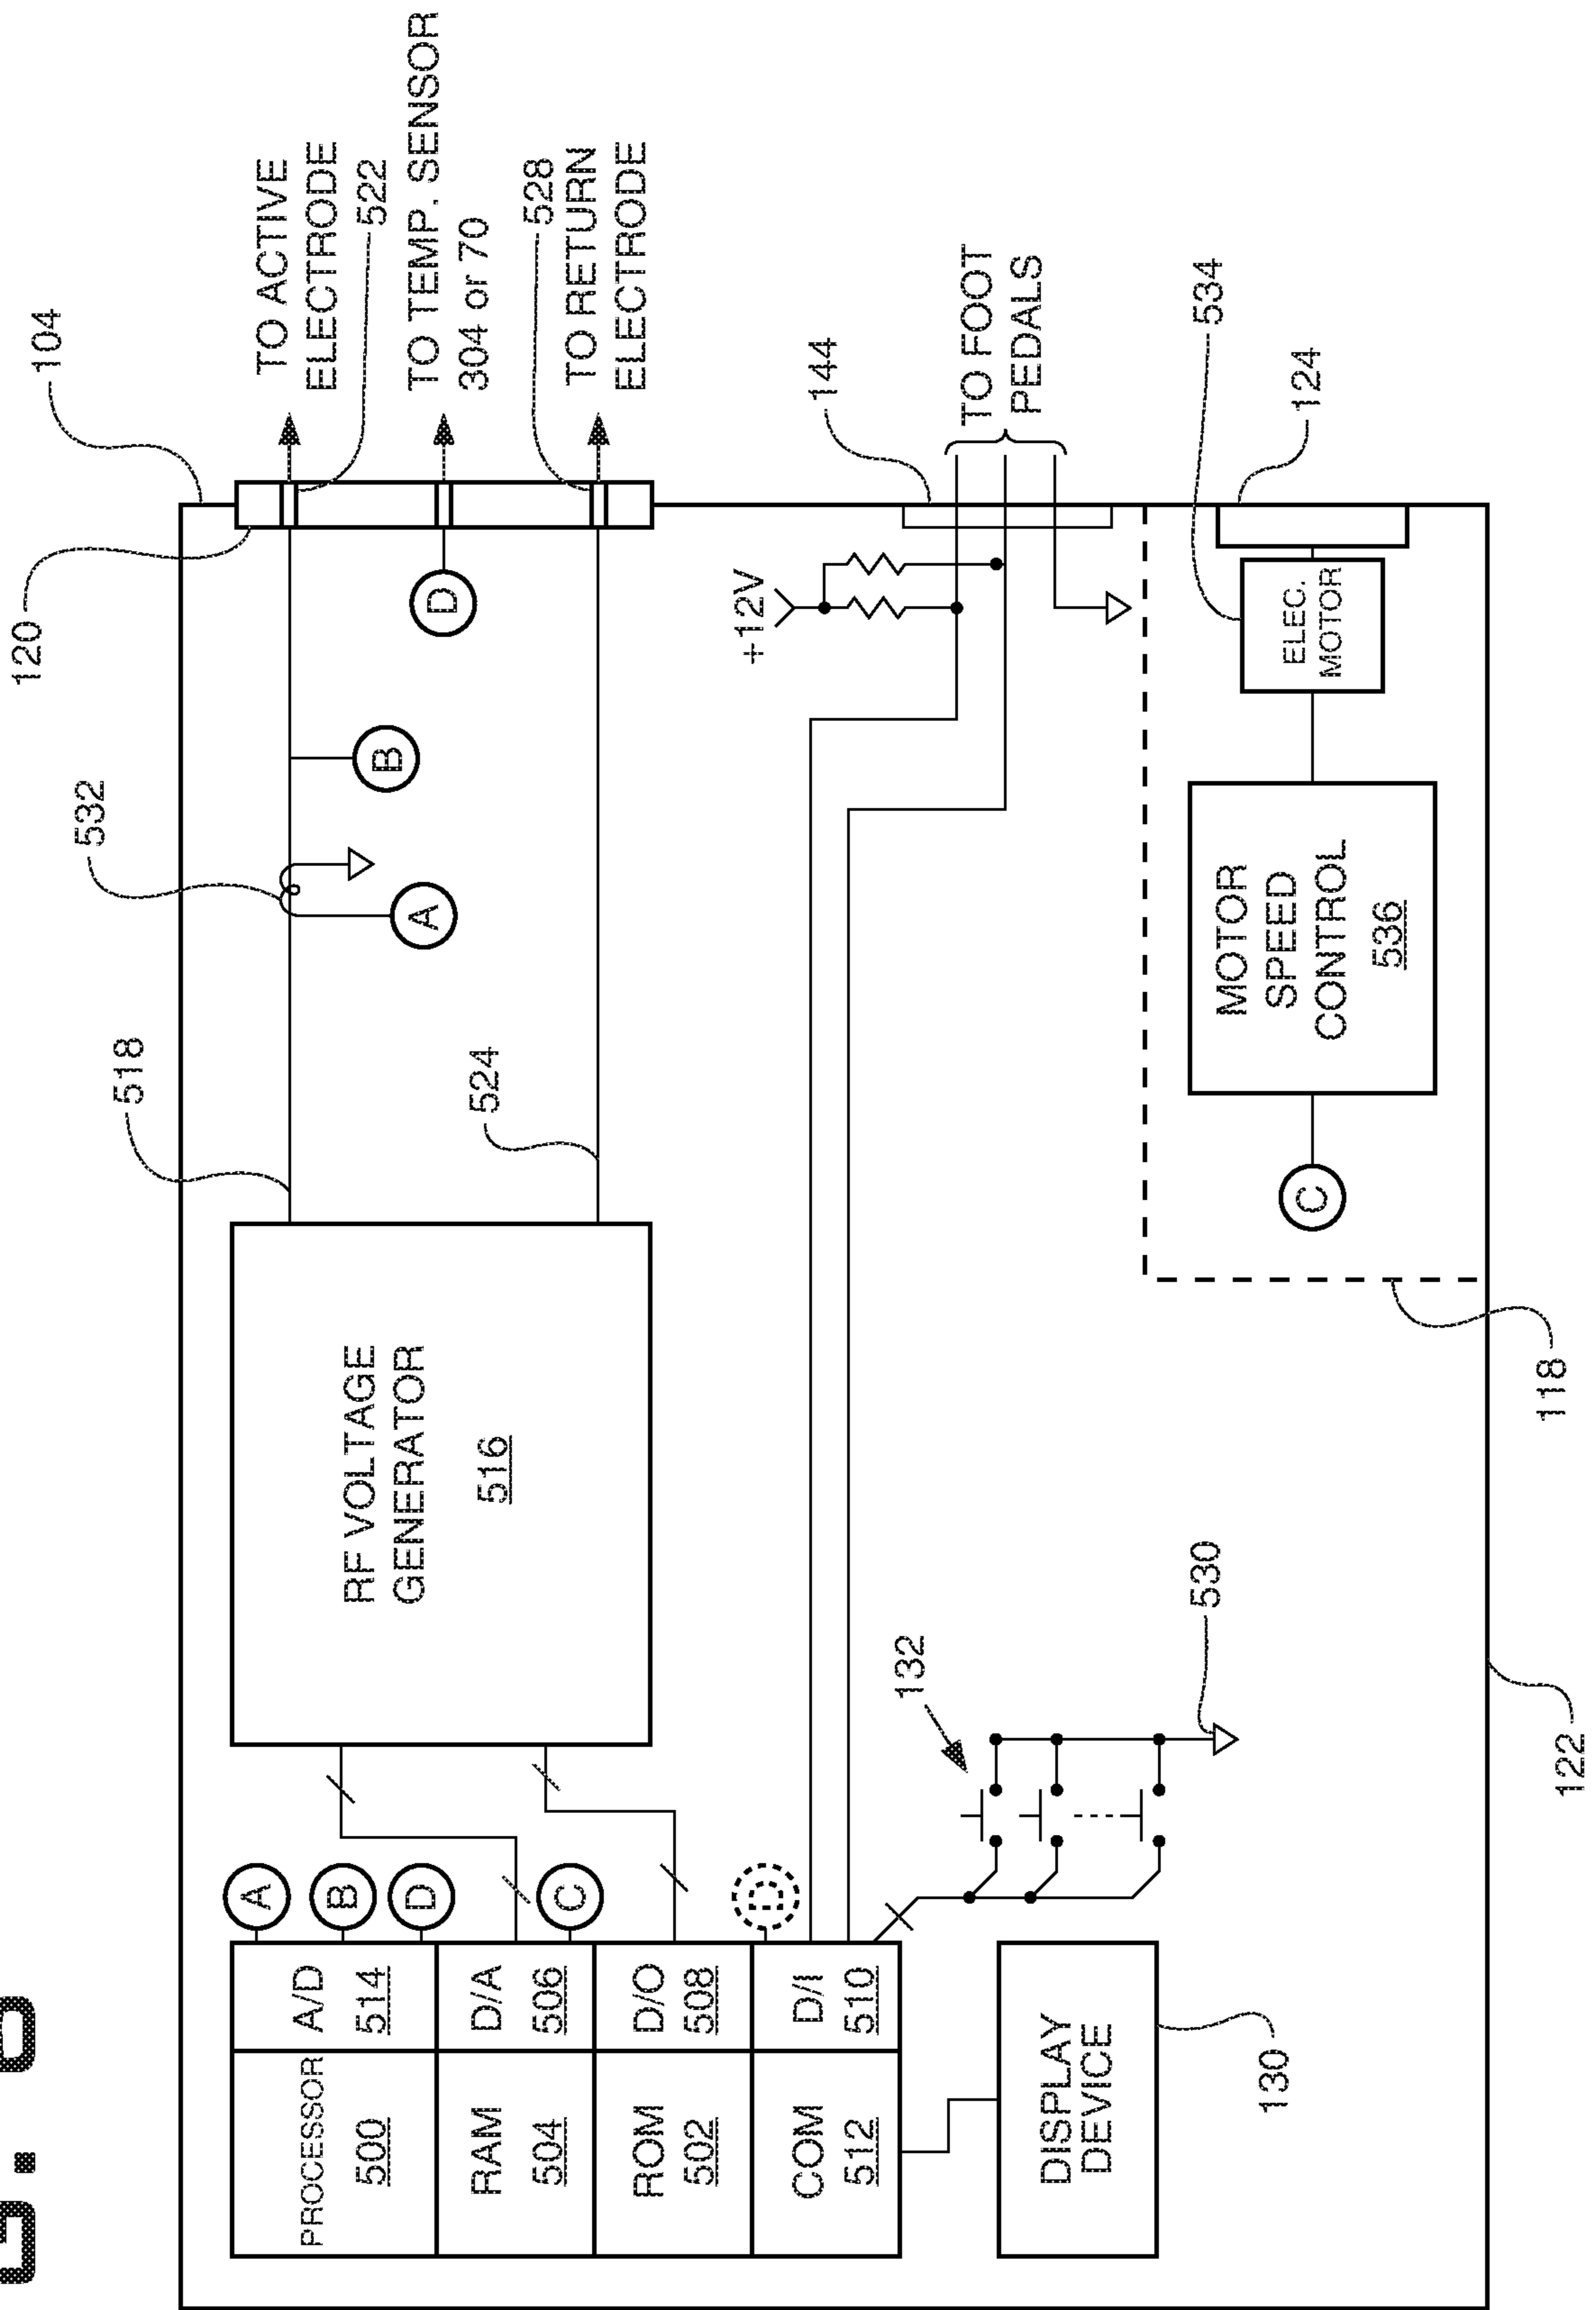 120
104
532
518
TO ACTIVE
ELECTRODE
522
TO TEMP. SENSOR
304 or 70
528
TO RETURN
ELECTRODE
PROCESSOR
500
A/D
514
A
B
D
RAM
504
D/A
506
C
ROM
502
D/O
508
COM
512
D/I
510
D
RF VOLTAGE
GENERATOR
516
524
A
B
D
+12V
144
TO FOOT
PEDALS
132
530
DISPLAY
DEVICE
130
C
MOTOR
SPEED
CONTROL
536
ELEC.
MOTOR
534
124
122
118